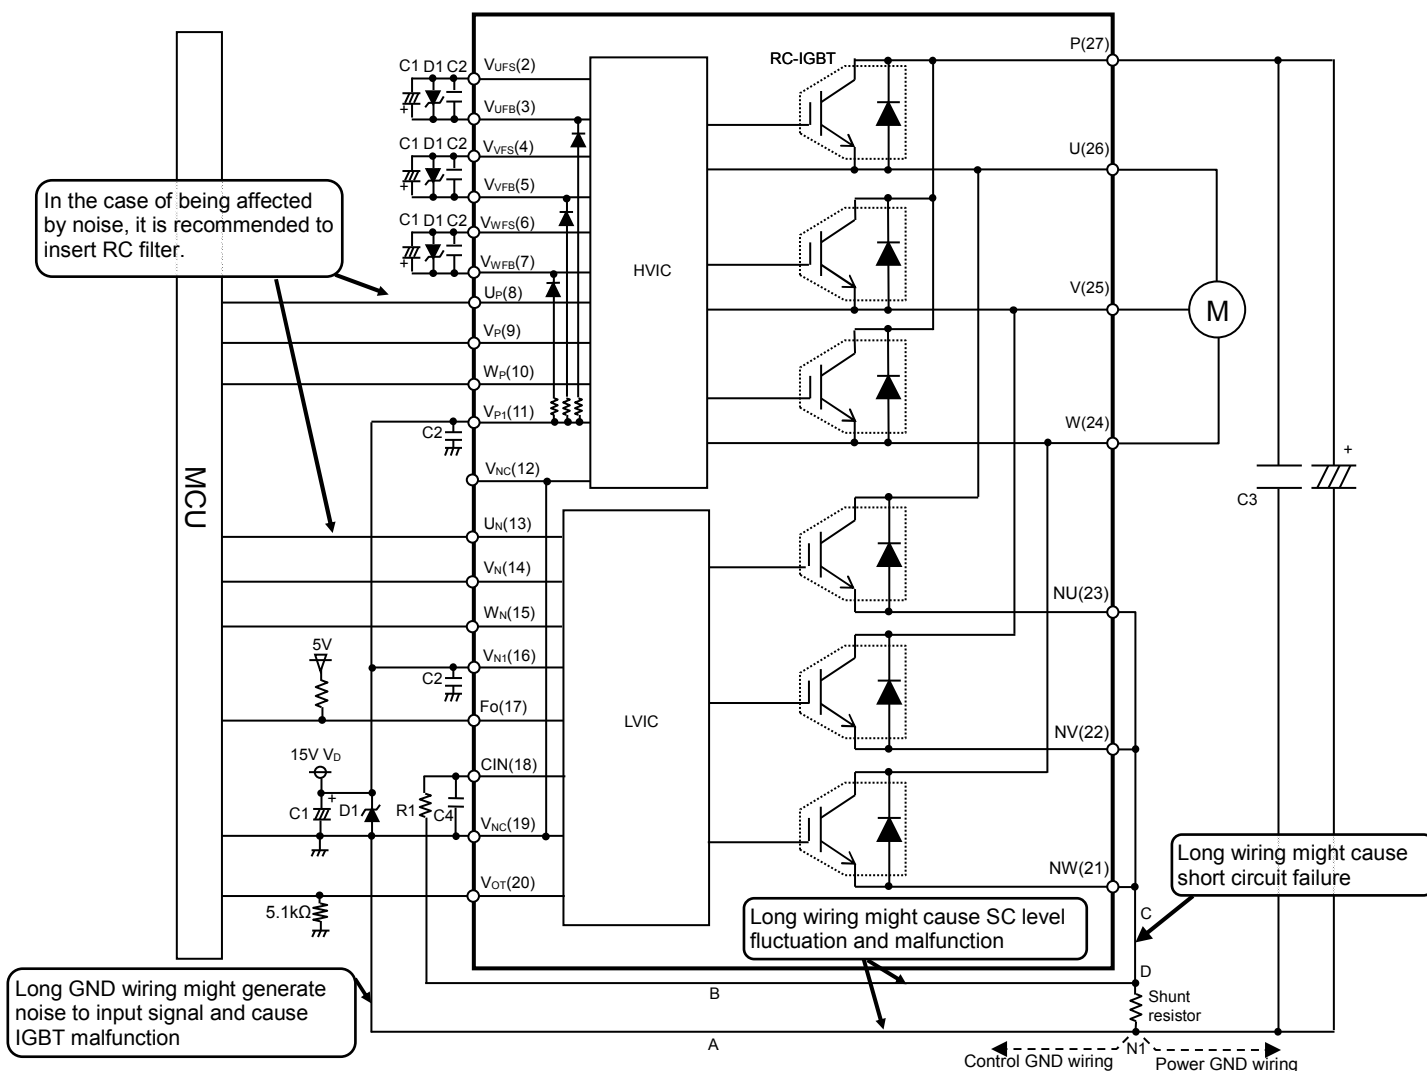 P(27)
RC-IGBT
C1 D1 C2
VUFS(2)
+
VUFB(3)
C1 D1 C2
VVFS(4)
U(26)
+
VVFB(5)
In the case of being affected
by noise, it is recommended to
insert RC filter.
C1 D1 C2
VWFS(6)
+
VWFB(7)
HVIC
UP(8)
V(25)
M
VP(9)
WP(10)
VP1(11)
C2
W(24)
+
MCU
VNC(12)
C3
UN(13)
VN(14)
NU(23)
WN(15)
5V
VN1(16)
C2
Fo(17)
LVIC
NV(22)
15V VD
CIN(18)
+
C1
D1
R1
C4
VNC(19)
Long wiring might cause
short circuit failure
NW(21)
VOT(20)
5.1kΩ
Long wiring might cause SC level
fluctuation and malfunction
C
D
Long GND wiring might generate
noise to input signal and cause
IGBT malfunction
B
Shunt
resistor
A
N1
Control GND wiring
Power GND wiring